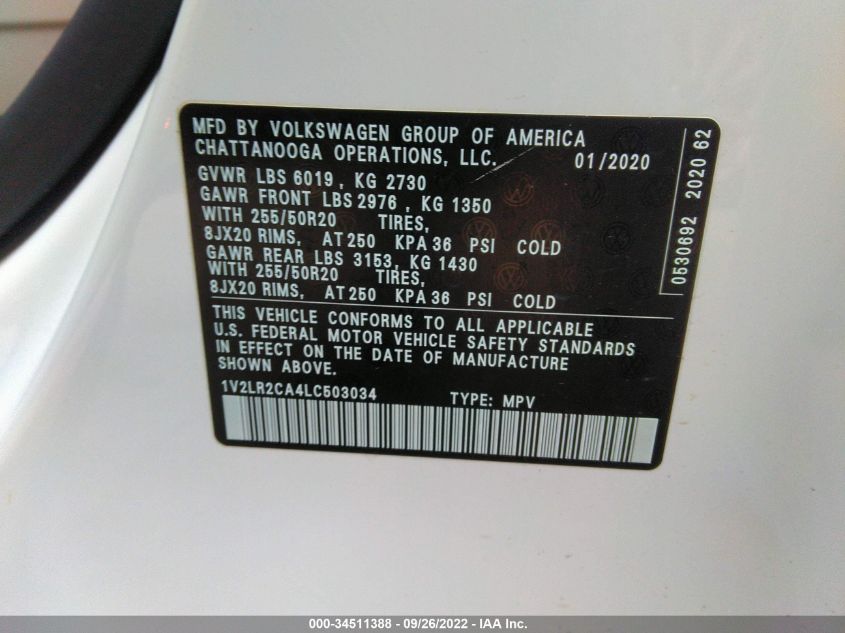 MFD BY VOLKSWAGEN GROUP OF AMERICA
CHATTANOOGA OPERATIONS, LLC. 01/2020
GVWR LBS 6019, KG 2730
GAWR FRONT LBS 2976, KG 1350
WITH 255/50R20 TIRES,
8JX20 RIMS, AT 250 KPA 36 PSI COLD
GAWR REAR LBS 3153, KG 1430
WITH 255/50R20 TIRES,
8JX20 RIMS, AT 250 KPA 36 PSI COLD
THIS VEHICLE CONFORMS TO ALL APPLICABLE
U.S. FEDERAL MOTOR VEHICLE SAFETY STANDARDS
IN EFFECT ON THE DATE OF MANUFACTURE
SHOWN ABOVE.
1V2LR2CA4LC503034 TYPE: MPV
0530692 2020 62
000-34511388 - 09/26/2022 - IAA Inc.